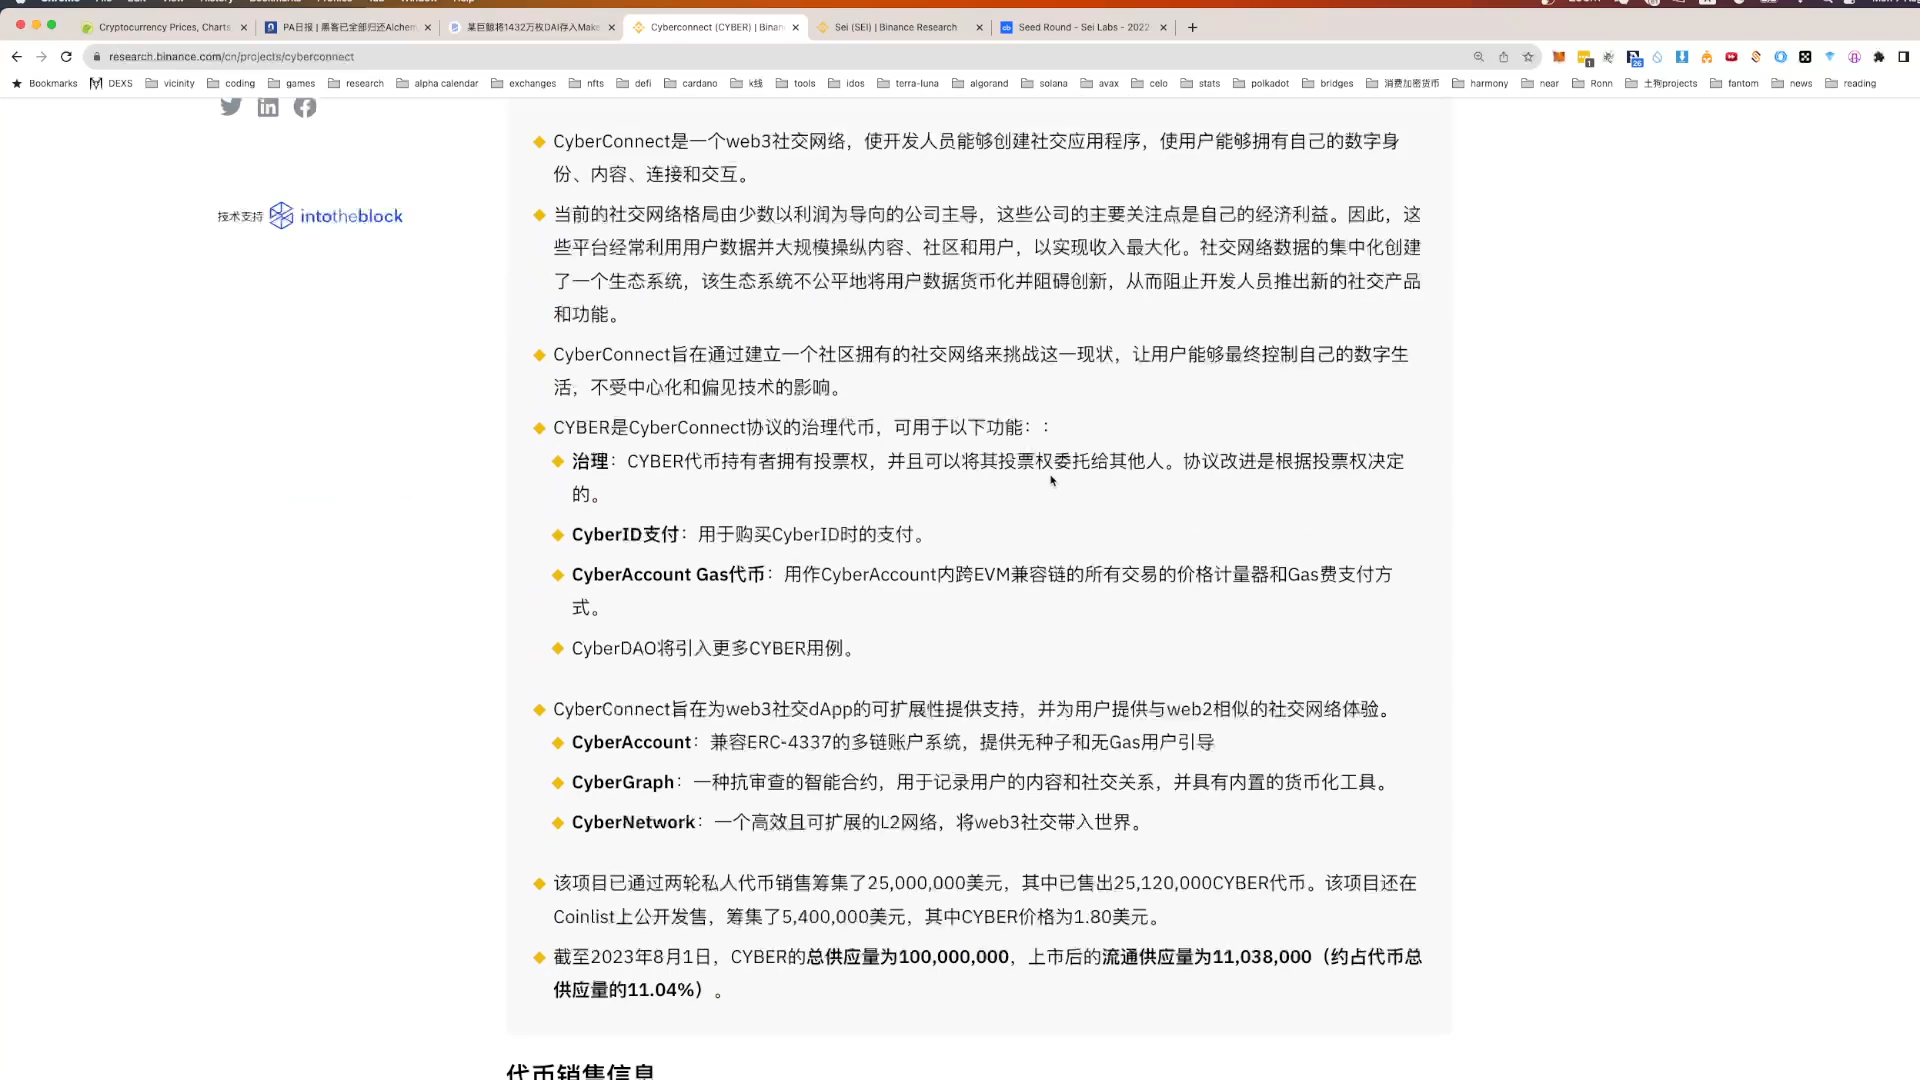 Cryptocurrency Prices, Charts,
PA日报 | 黑客已全部归还Alchem
某巨鲸将1432万枚DAI存入Make
Cyberconnect (CYBER) | Binan
Sei (SEI) | Binance Research
Seed Round - Sei Labs - 2022-
research.binance.com/cn/projects/cyberconnect
Bookmarks DEXS vicinity coding games research alpha calendar exchanges nfts defi cardano k线 tools idos terra-luna algorand solana avax celo stats polkadot bridges 消费加密货币 harmony near Ronn 土狗projects fantom news reading
技术支持 intotheblock
CyberConnect是一个web3社交网络，使开发人员能够创建社交应用程序，使用户能够拥有自己的数字身
份、内容、连接和交互。
当前的社交网络格局由少数以利润为导向的公司主导，这些公司的主要关注点是自己的经济利益。因此，这
些平台经常利用用户数据并大规模操纵内容、社区和用户，以实现收入最大化。社交网络数据的集中化创建
了一个生态系统，该生态系统不公平地将用户数据货币化并阻碍创新，从而阻止开发人员推出新的社交产品
和功能。
CyberConnect旨在通过建立一个社区拥有的社交网络来挑战这一现状，让用户能够最终控制自己的数字生
活，不受中心化和偏见技术的影响。
CYBER是CyberConnect协议的治理代币，可用于以下功能：:
治理：CYBER代币持有者拥有投票权，并且可以将其投票权委托给其他人。协议改进是根据投票权决定
的。
CyberID支付：用于购买CyberID时的支付。
CyberAccount Gas代币：用作CyberAccount内跨EVM兼容链的所有交易的价格计量器和Gas费支付方
式。
CyberDAO将引入更多CYBER用例。
CyberConnect旨在为web3社交dApp的可扩展性提供支持，并为用户提供与web2相似的社交网络体验。
CyberAccount：兼容ERC-4337的多链账户系统，提供无种子和无Gas用户引导
CyberGraph：一种抗审查的智能合约，用于记录用户的内容和社交关系，并具有内置的货币化工具。
CyberNetwork：一个高效且可扩展的L2网络，将web3社交带入世界。
该项目已通过两轮私人代币销售筹集了25,000,000美元，其中已售出25,120,000CYBER代币。该项目还在
Coinlist上公开发售，筹集了5,400,000美元，其中CYBER价格为1.80美元。
截至2023年8月1日，CYBER的总供应量为100,000,000，上市后的流通供应量为11,038,000（约占代币总
供应量的11.04%）。
代币销售信息